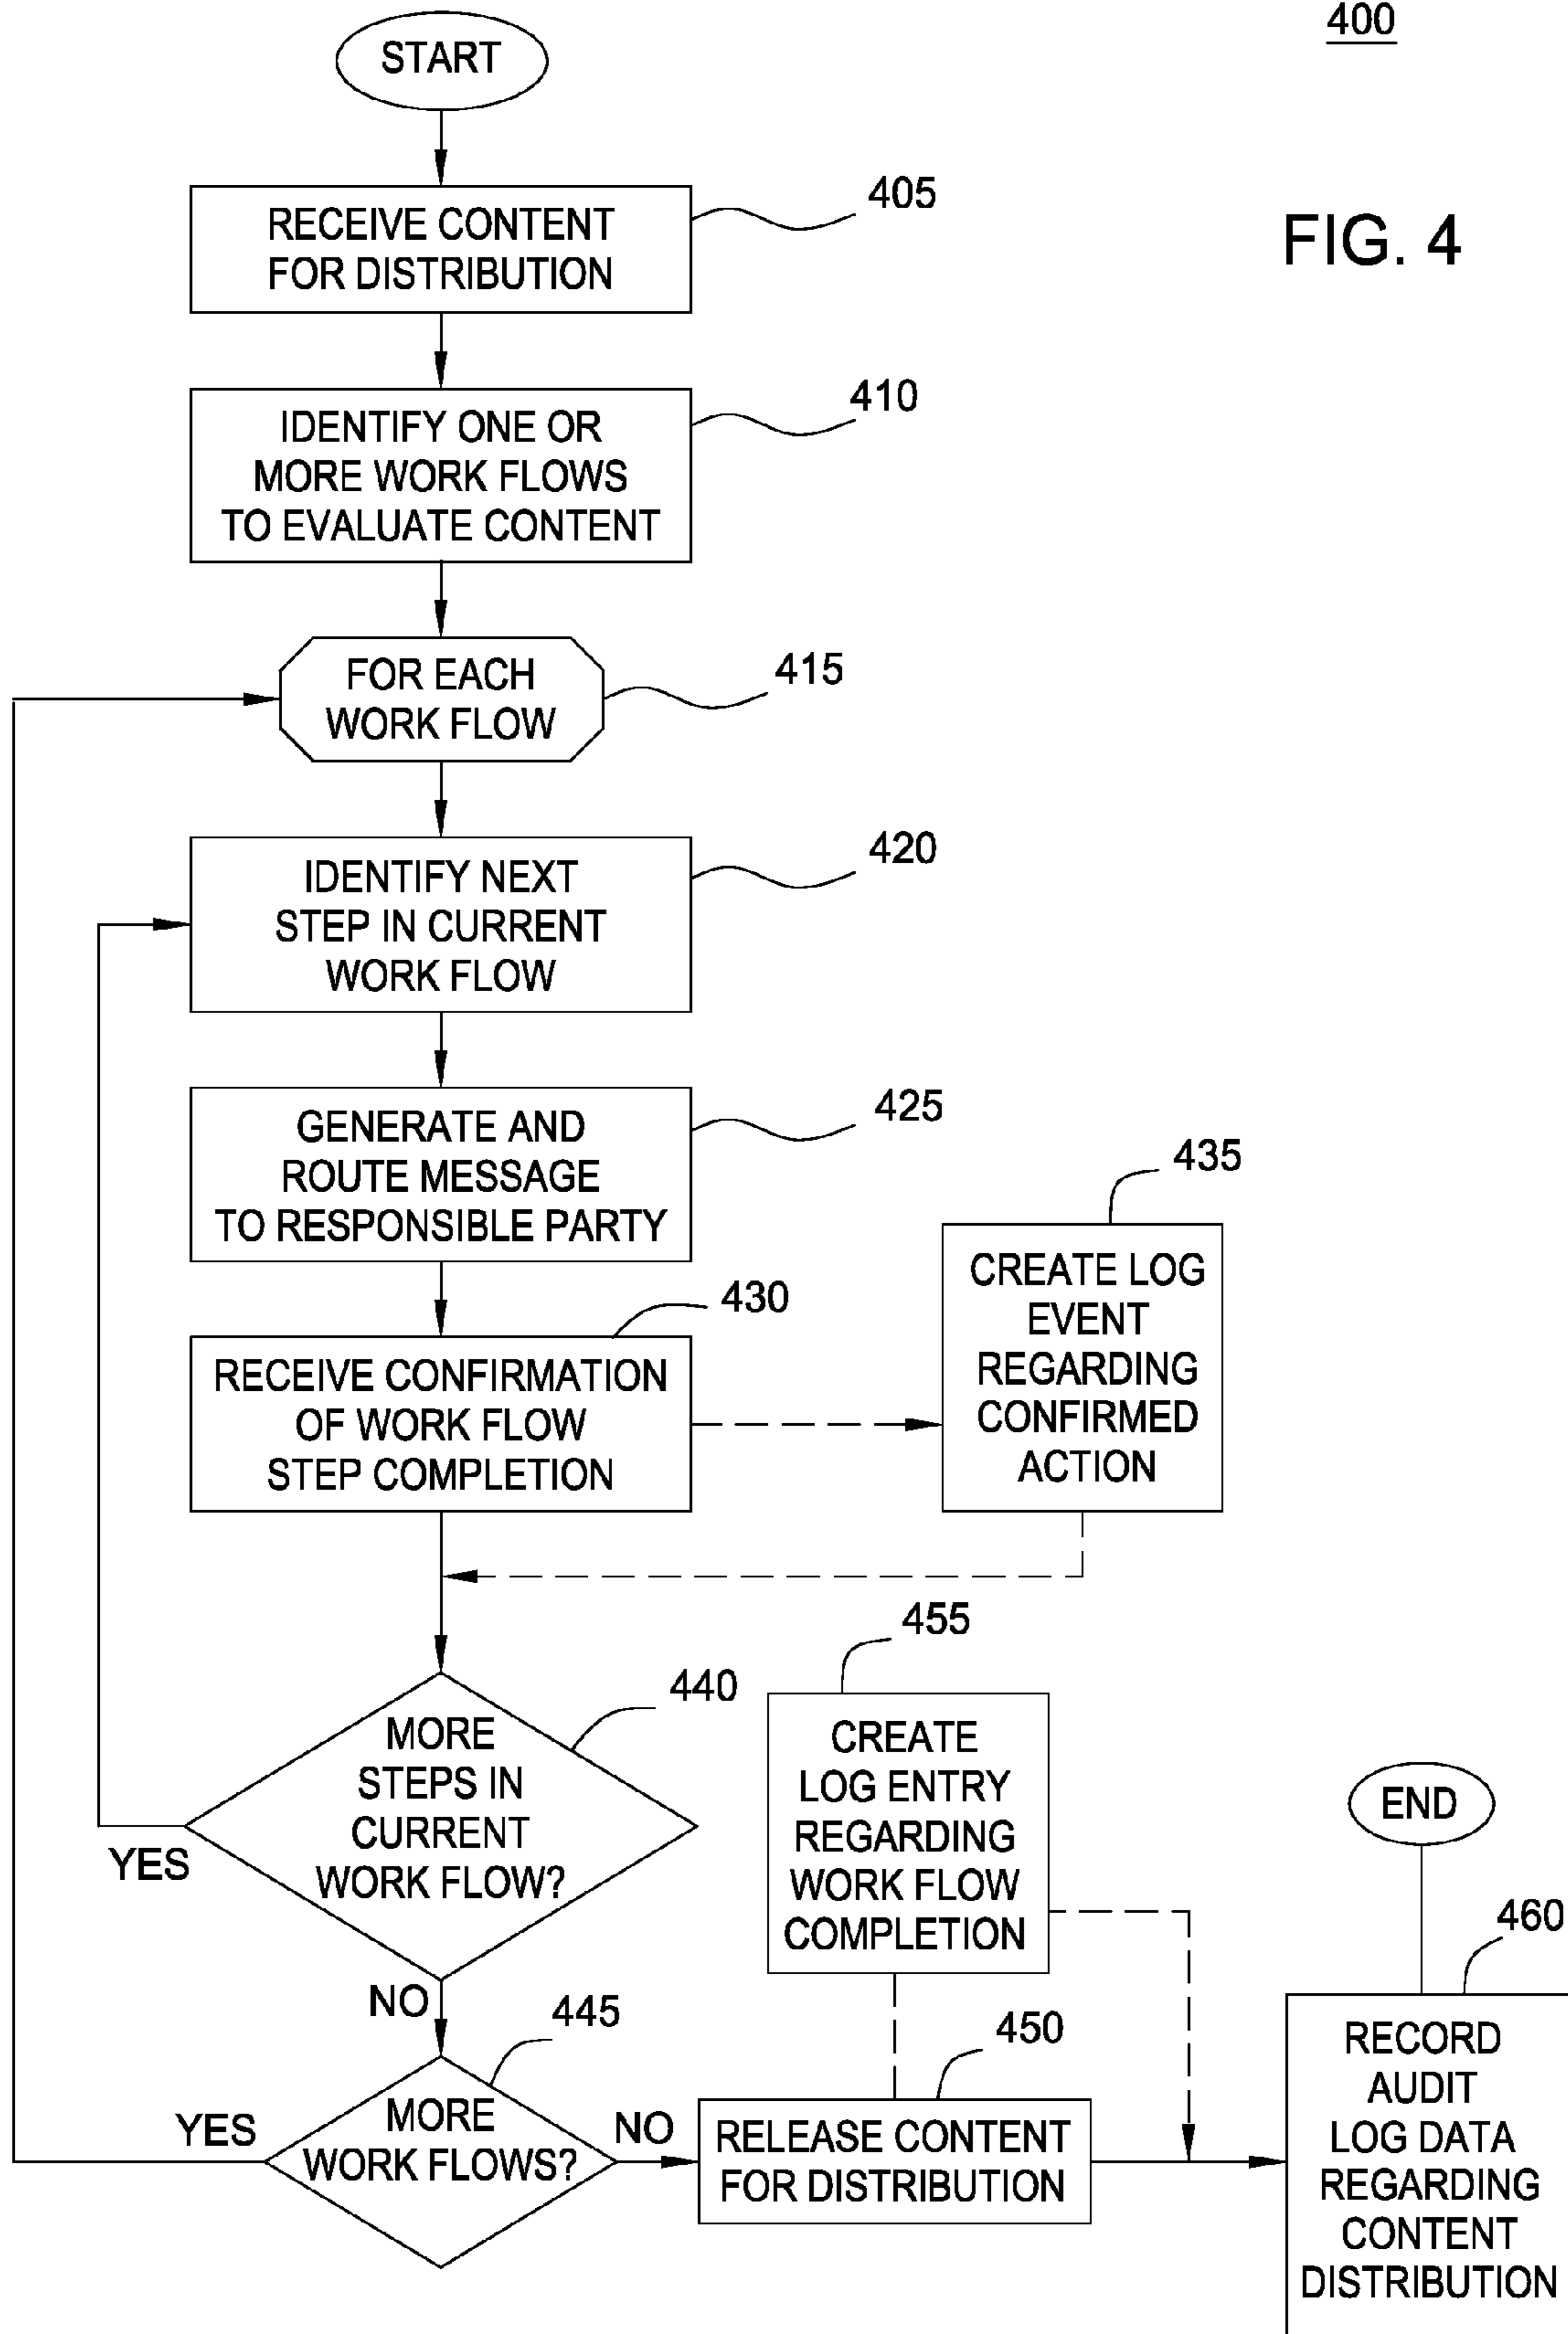 400
START
405
RECEIVE CONTENT
FOR DISTRIBUTION
FIG. 4
410
IDENTIFY ONE OR
MORE WORK FLOWS
TO EVALUATE CONTENT
415
FOR EACH
WORK FLOW
420
IDENTIFY NEXT
STEP IN CURRENT
WORK FLOW
425
GENERATE AND
ROUTE MESSAGE
TO RESPONSIBLE PARTY
430
RECEIVE CONFIRMATION
OF WORK FLOW
STEP COMPLETION
435
CREATE LOG
EVENT
REGARDING
CONFIRMED
ACTION
440
MORE
STEPS IN
CURRENT
WORK FLOW?
YES
NO
445
MORE
WORK FLOWS?
YES
NO
450
RELEASE CONTENT
FOR DISTRIBUTION
455
CREATE
LOG ENTRY
REGARDING
WORK FLOW
COMPLETION
460
RECORD
AUDIT
LOG DATA
REGARDING
CONTENT
DISTRIBUTION
END